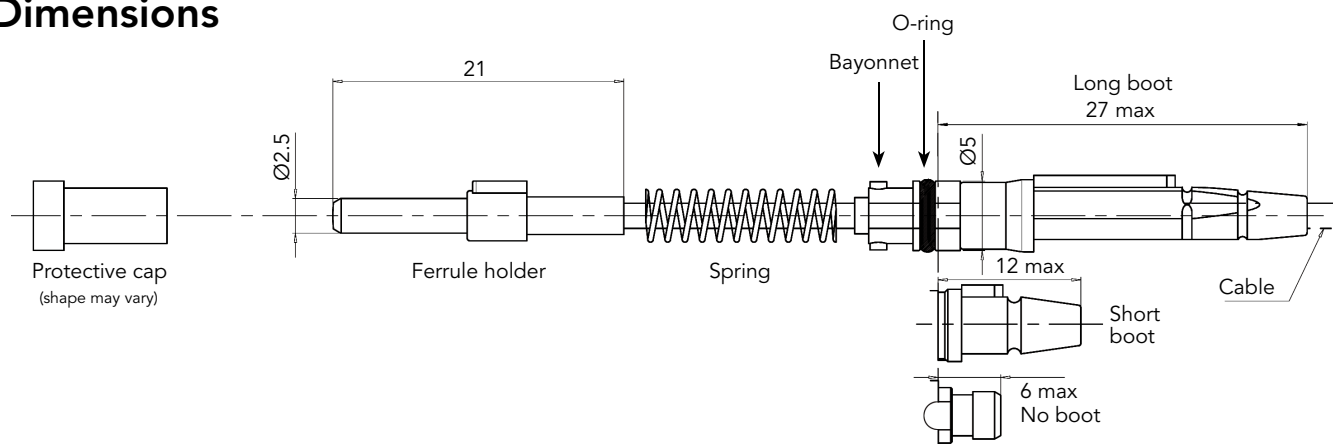 Dimensions
O-ring
Bayonnet
21
Long boot
27 max
Ø2.5
Ø5
Protective cap
(shape may vary)
Ferrule holder
Spring
12 max
Cable
Short
boot
6 max
No boot